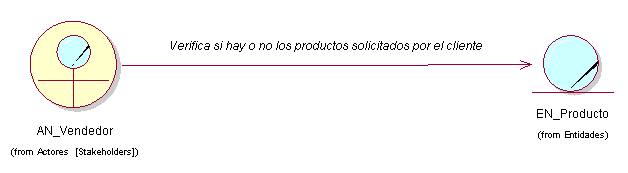 Verifica si hay o no los productos solicitados por el cliente
AN_Vendedor
(from Actores [Stakeholders])
EN_Producto
(from Entidades)